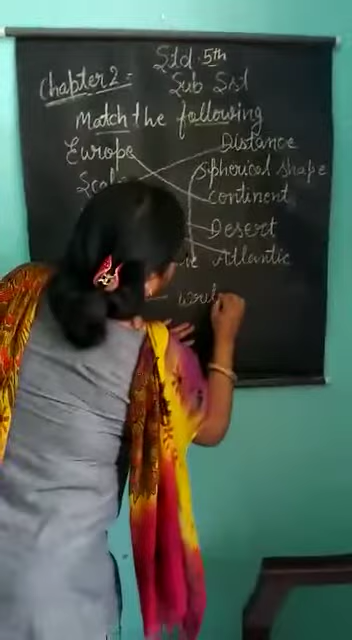 Std 5th
Chapter 2 = Sub Sst
Match the following
Europe Distance
Spherical shape
Continent
Desert
Atlantic